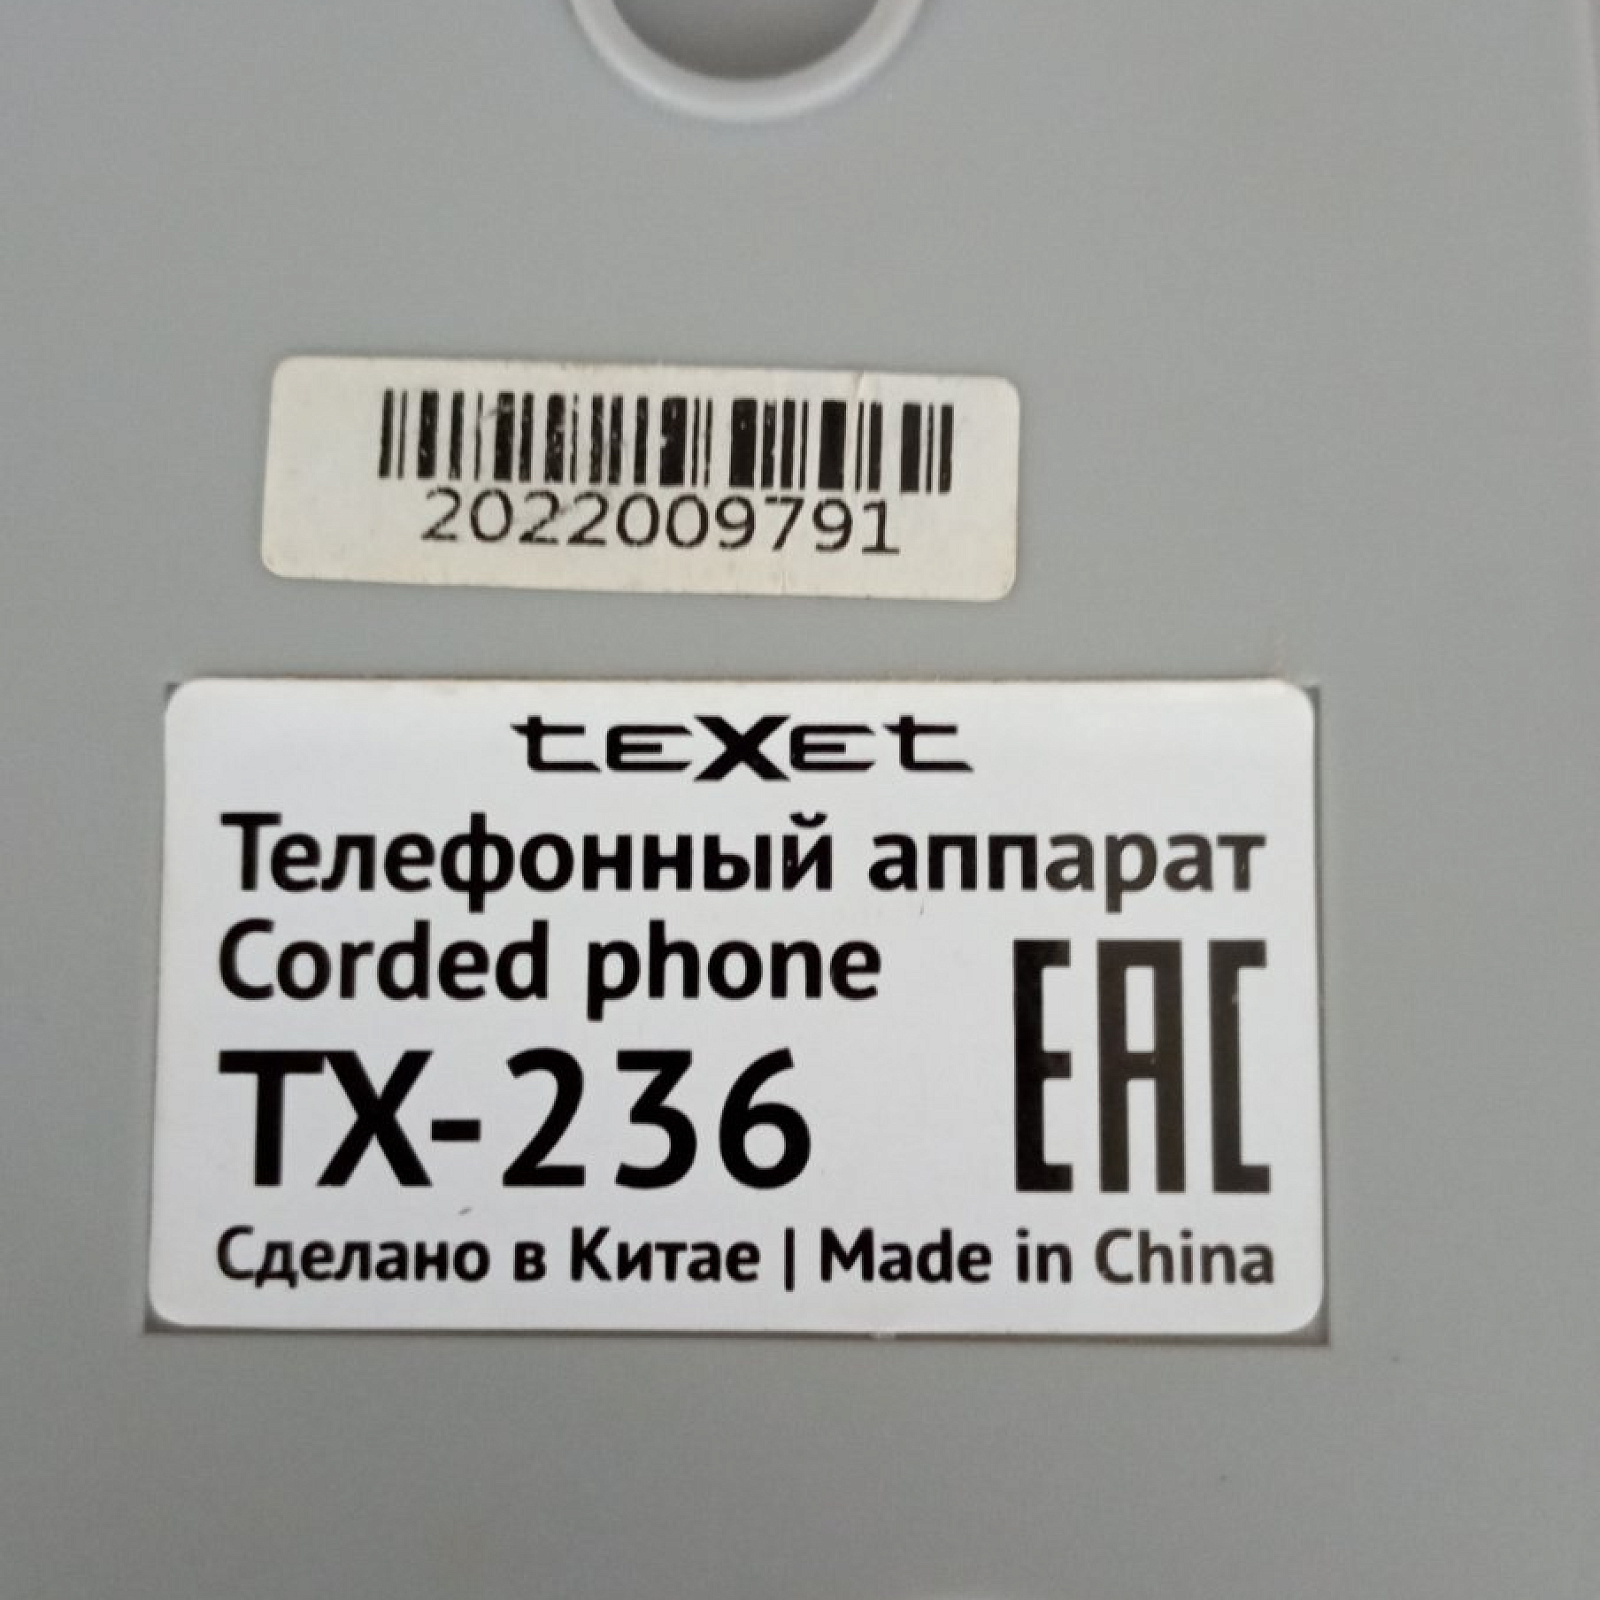 2022009791
teXet
Телефонный аппарат
Corded phone
EAC
TX-236
Сделано в Китае | Made in China